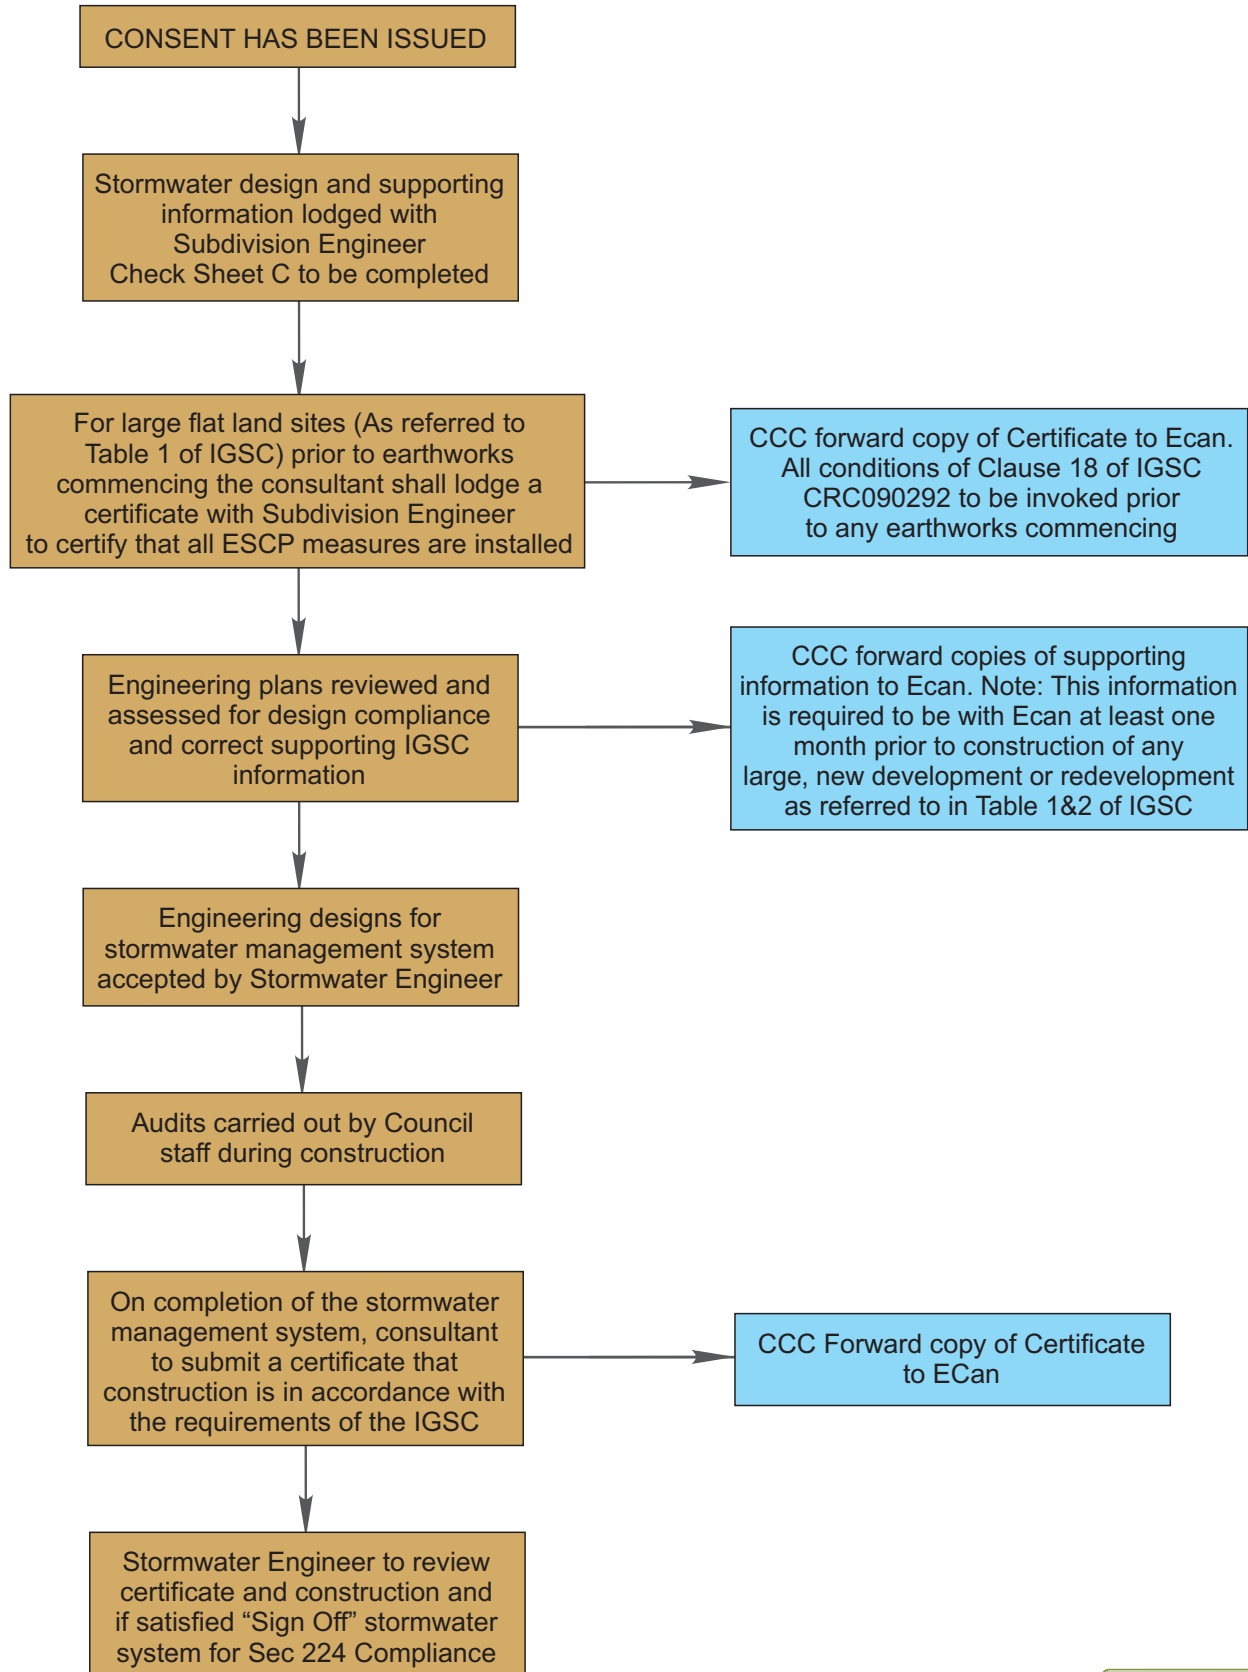 CONSENT HAS BEEN ISSUED
Stormwater design and supporting
information lodged with
Subdivision Engineer
Check Sheet C to be completed
For large flat land sites (As referred to
Table 1 of IGSC) prior to earthworks
commencing the consultant shall lodge a
certificate with Subdivision Engineer
to certify that all ESCP measures are installed
CCC forward copy of Certificate to Ecan.
All conditions of Clause 18 of IGSC
CRC090292 to be invoked prior
to any earthworks commencing
Engineering plans reviewed and
assessed for design compliance
and correct supporting IGSC
information
CCC forward copies of supporting
information to Ecan. Note: This information
is required to be with Ecan at least one
month prior to construction of any
large, new development or redevelopment
as referred to in Table 1&2 of IGSC
Engineering designs for
stormwater management system
accepted by Stormwater Engineer
Audits carried out by Council
staff during construction
On completion of the stormwater
management system, consultant
to submit a certificate that
construction is in accordance with
the requirements of the IGSC
CCC Forward copy of Certificate
to ECan
Stormwater Engineer to review
certificate and construction and
if satisfied “Sign Off” stormwater
system for Sec 224 Compliance